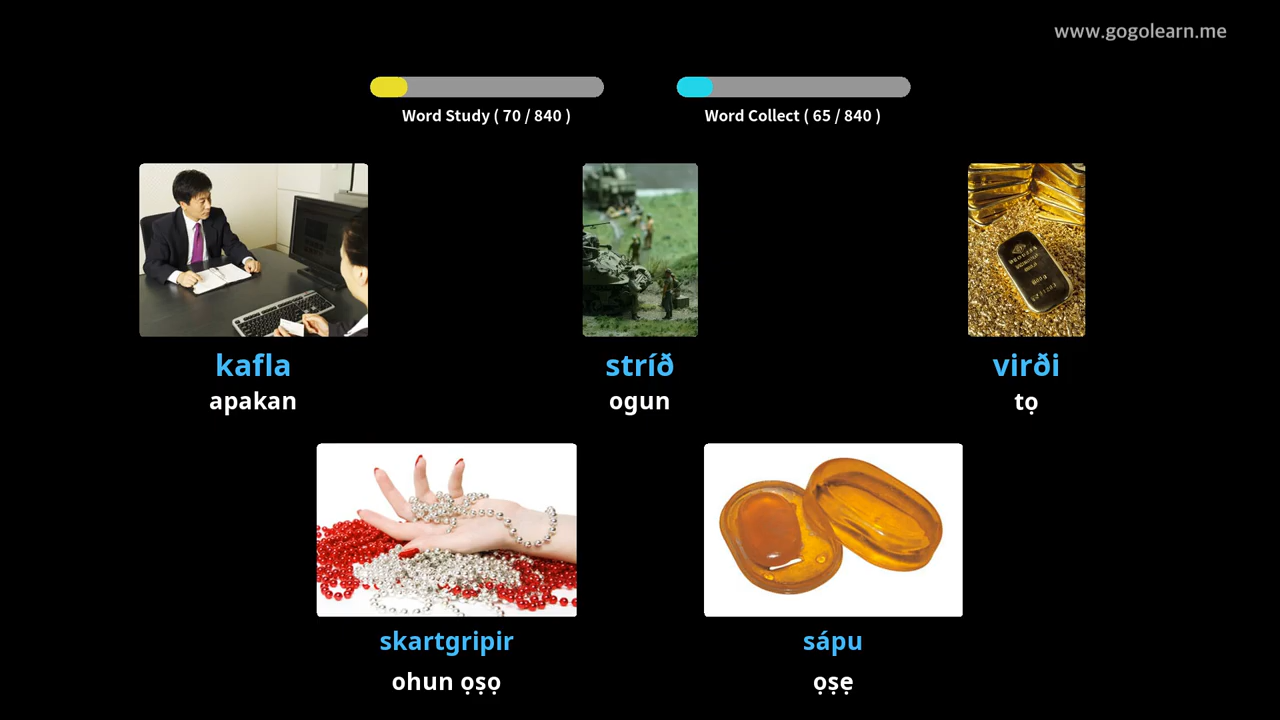 www.gogolearn.me
Word Study ( 70 / 840 )
Word Collect ( 65 / 840 )
kafla
apakan
stríð
ogun
virði
tọ
skartgripir
ohun ọṣọ
sápu
ọṣẹ